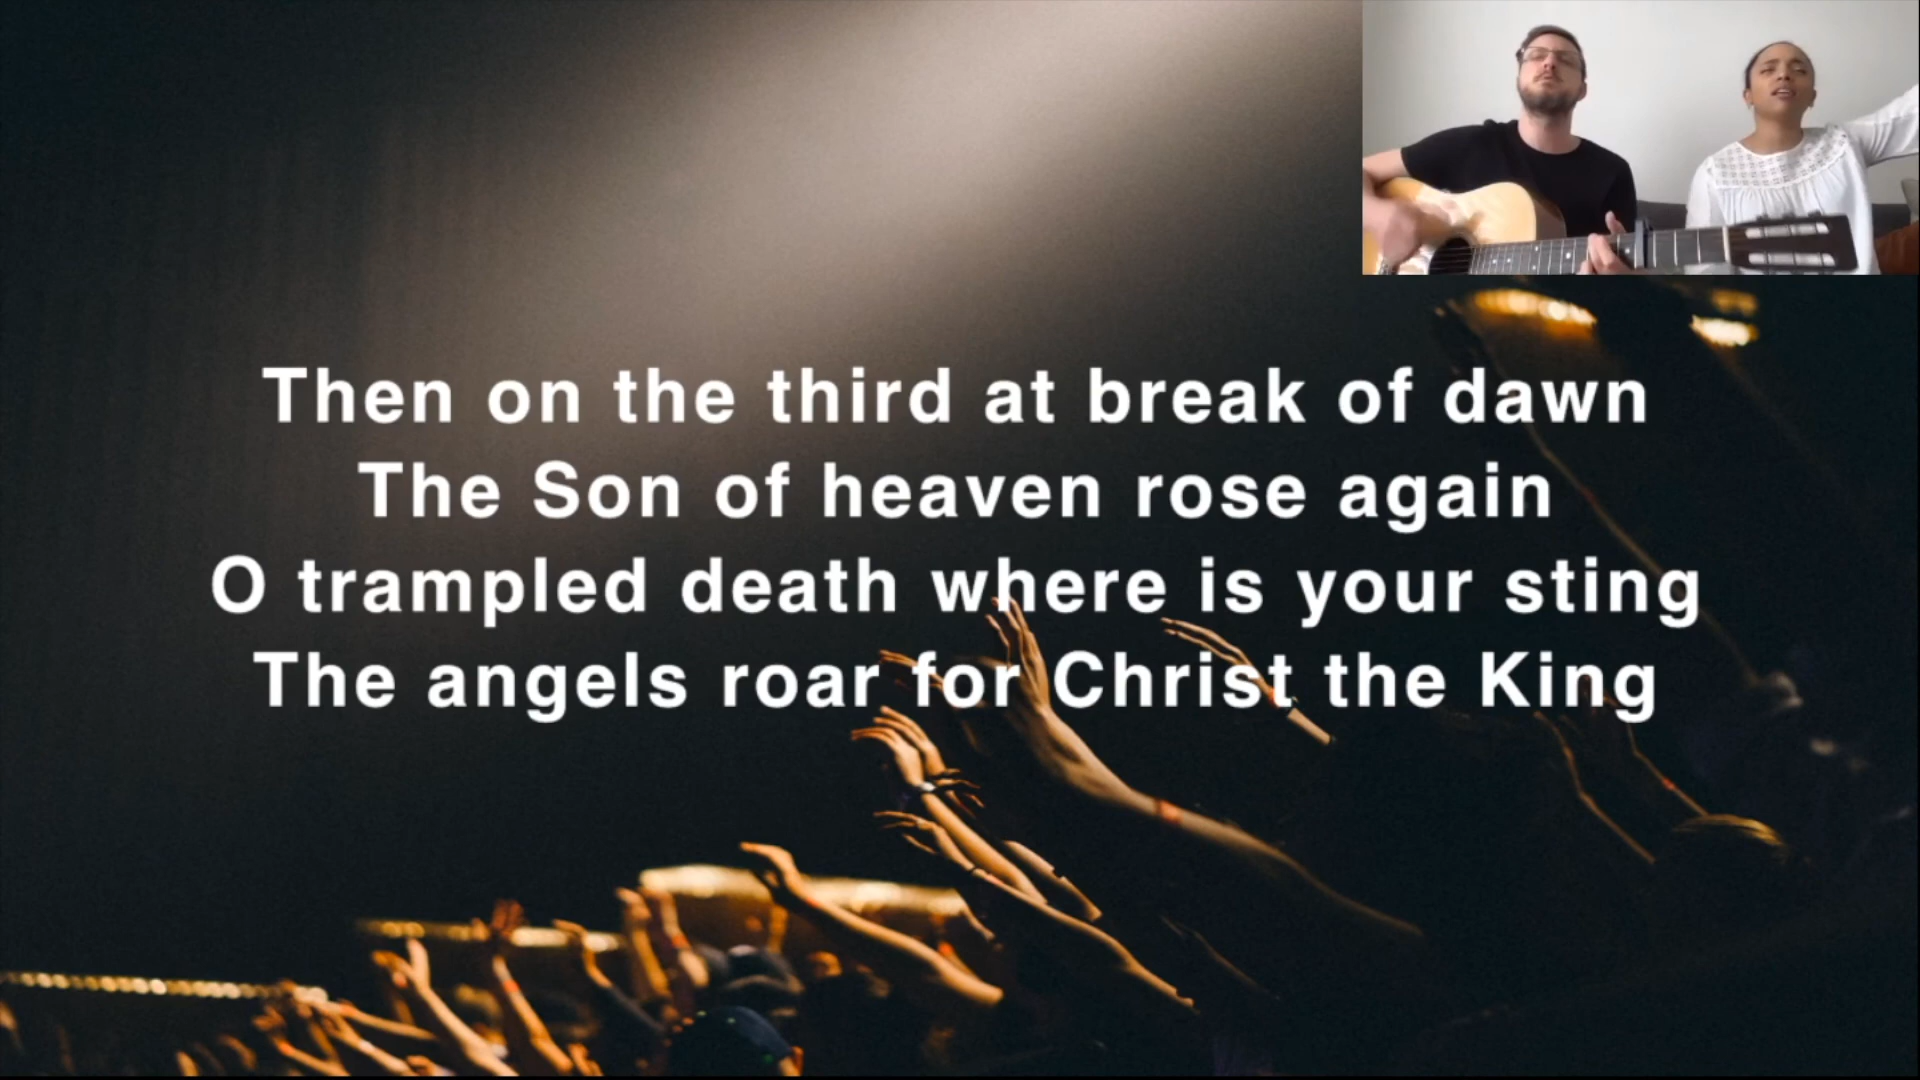 Then on the third at break of dawn
The Son of heaven rose again
O trampled death where is your sting
The angels roar for Christ the King